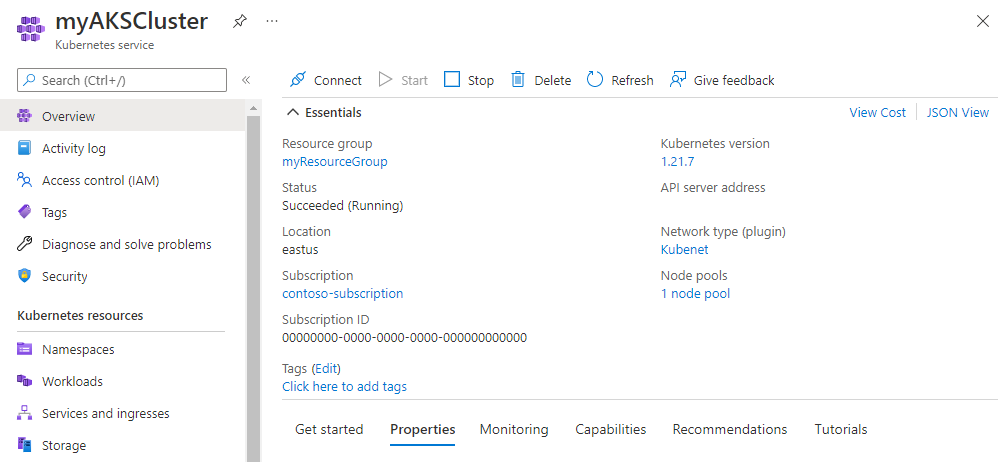 myAKSCluster
Kubernetes service
Search (Ctrl+/)
Overview
Activity log
Access control (IAM)
Tags
Diagnose and solve problems
Security
Kubernetes resources
Namespaces
Workloads
Services and ingresses
Storage
Connect Start Stop Delete Refresh Give feedback
Essentials View Cost JSON View
Resource group
myResourceGroup
Status
Succeeded (Running)
Location
eastus
Subscription
contoso-subscription
Subscription ID
00000000-0000-0000-0000-000000000000
Tags (Edit)
Click here to add tags
Kubernetes version
1.21.7
API server address
Network type (plugin)
Kubenet
Node pools
1 node pool
Get started Properties Monitoring Capabilities Recommendations Tutorials